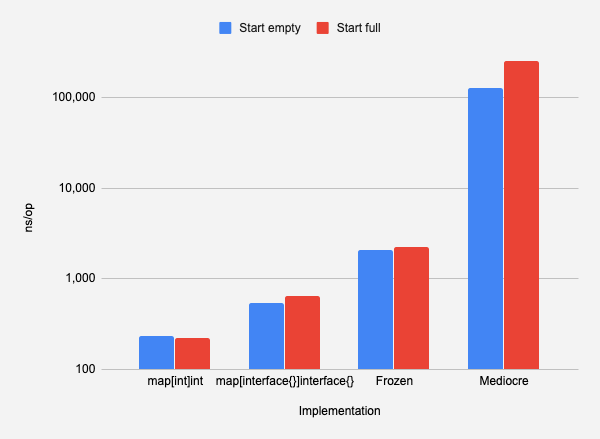 Start empty Start full
100,000
10,000
1,000
100
ns/op
map[int]int map[interface{}]interface{} Frozen Mediocre
Implementation